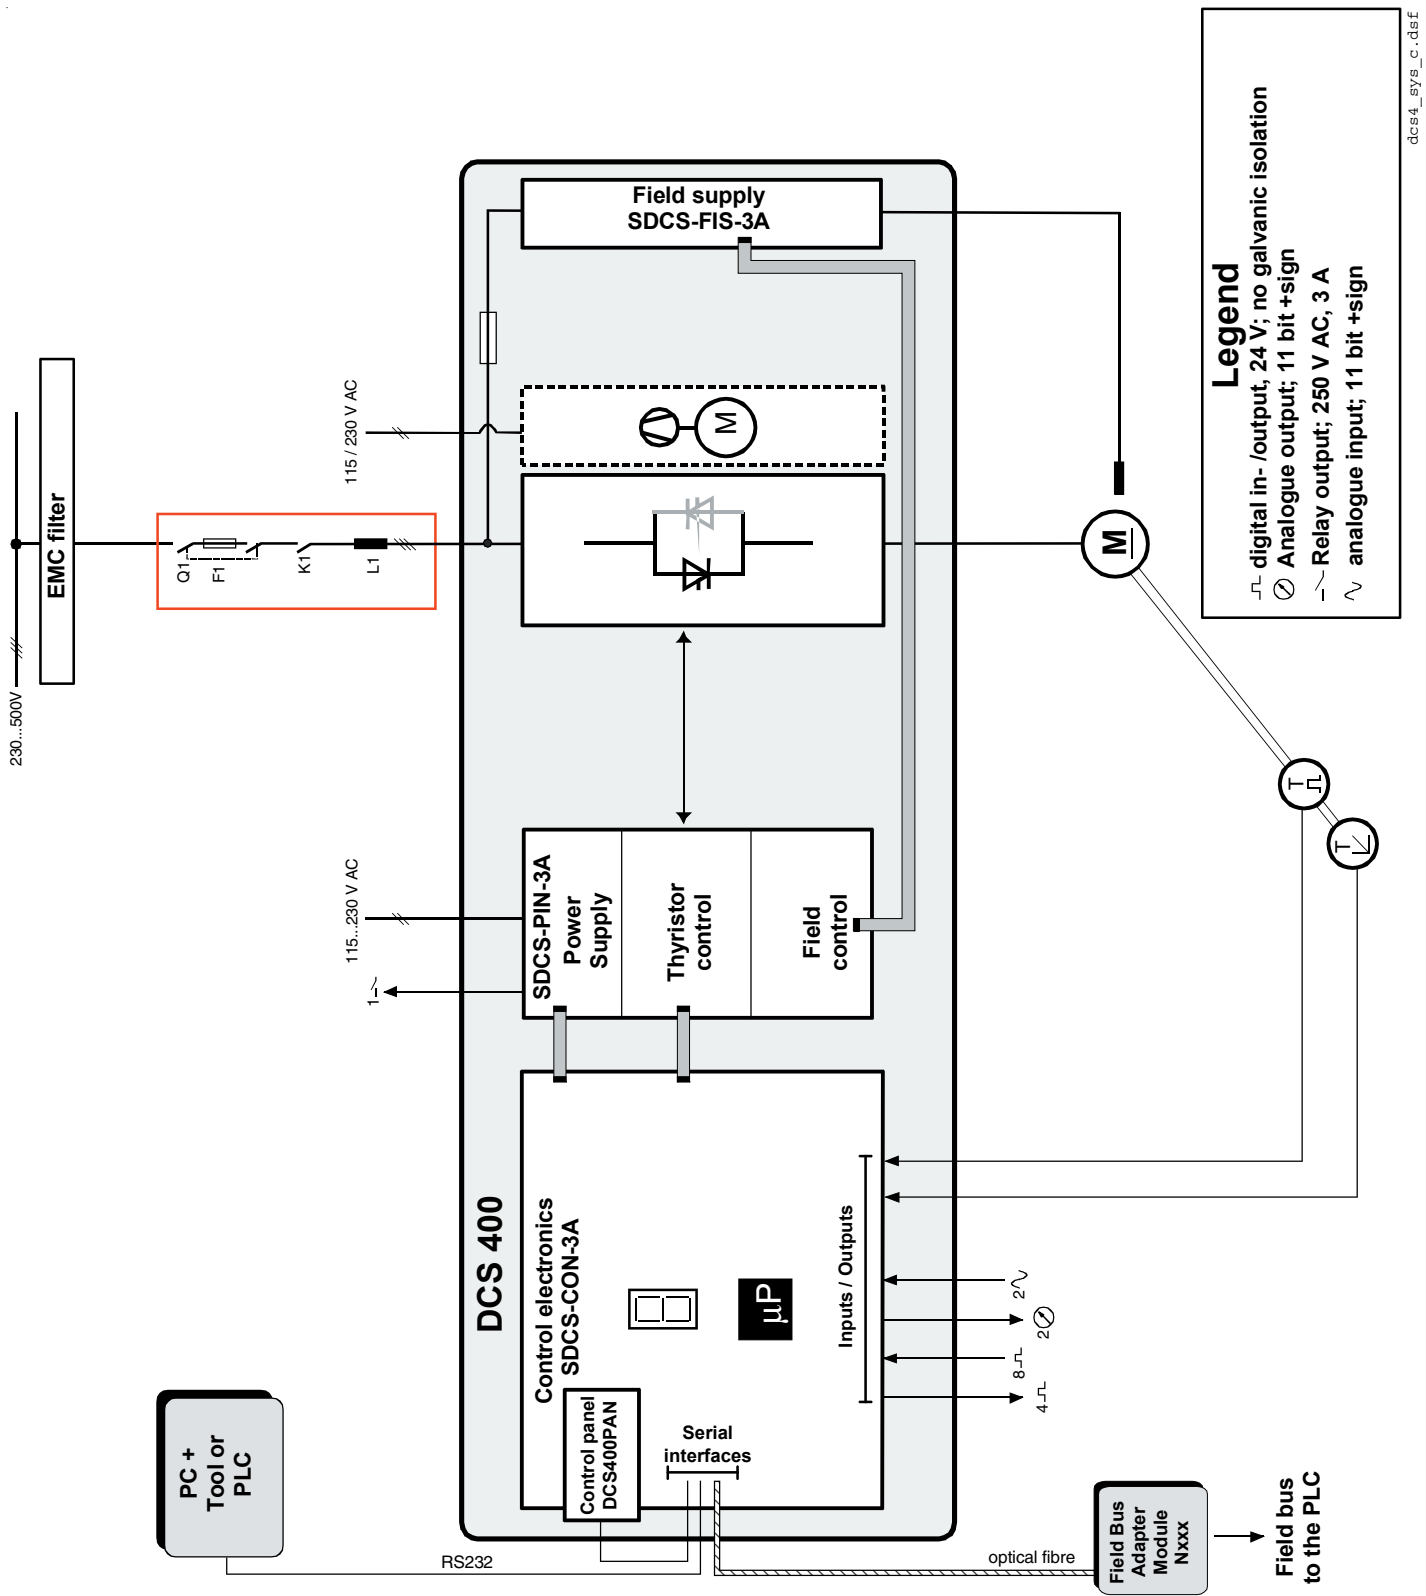 dcs4_sys_c.dsf
230...500V
EMC filter
Q1
F1
K1
L1
115 / 230 V AC
Field supply
SDCS-FIS-3A
M
M
T
T
115...230 V AC
1
SDCS-PIN-3A
Power
Supply
Thyristor
control
Field
control
DCS 400
Control electronics
SDCS-CON-3A
µP
Inputs / Outputs
2
2
8
4
Control panel
DCS400PAN
Serial
interfaces
PC +
Tool or
PLC
RS232
optical fibre
Field Bus
Adapter
Module
Nxxx
Field bus
to the PLC
Legend
digital in- /output, 24 V; no galvanic isolation
Analogue output; 11 bit +sign
Relay output; 250 V AC, 3 A
analogue input; 11 bit +sign